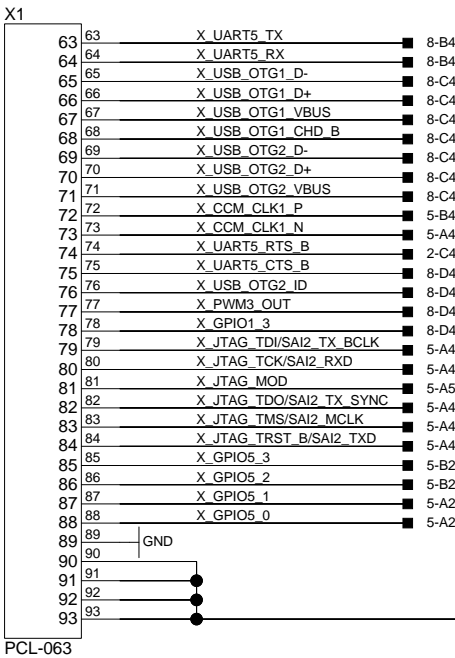 X1
63 63 X_UART5_TX 8-B4
64 64 X_UART5_RX 8-B4
65 65 X_USB_OTG1_D- 8-C4
66 66 X_USB_OTG1_D+ 8-C4
67 67 X_USB_OTG1_VBUS 8-C4
68 68 X_USB_OTG1_CHD_B 8-C4
69 69 X_USB_OTG2_D- 8-C4
70 70 X_USB_OTG2_D+ 8-C4
71 71 X_USB_OTG2_VBUS 8-C4
72 72 X_CCM_CLK1_P 5-B4
73 73 X_CCM_CLK1_N 5-A4
74 74 X_UART5_RTS_B 2-C4
75 75 X_UART5_CTS_B 8-D4
76 76 X_USB_OTG2_ID 8-D4
77 77 X_PWM3_OUT 8-D4
78 78 X_GPIO1_3 8-D4
79 79 X_JTAG_TDI/SAI2_TX_BCLK 5-A4
80 80 X_JTAG_TCK/SAI2_RXD 5-A4
81 81 X_JTAG_MOD 5-A5
82 82 X_JTAG_TDO/SAI2_TX_SYNC 5-A4
83 83 X_JTAG_TMS/SAI2_MCLK 5-A4
84 84 X_JTAG_TRST_B/SAI2_TXD 5-A4
85 85 X_GPIO5_3 5-B2
86 86 X_GPIO5_2 5-B2
87 87 X_GPIO5_1 5-A2
88 88 X_GPIO5_0 5-A2
89 89 GND
90 90
91 91
92 92
93 93
PCL-063